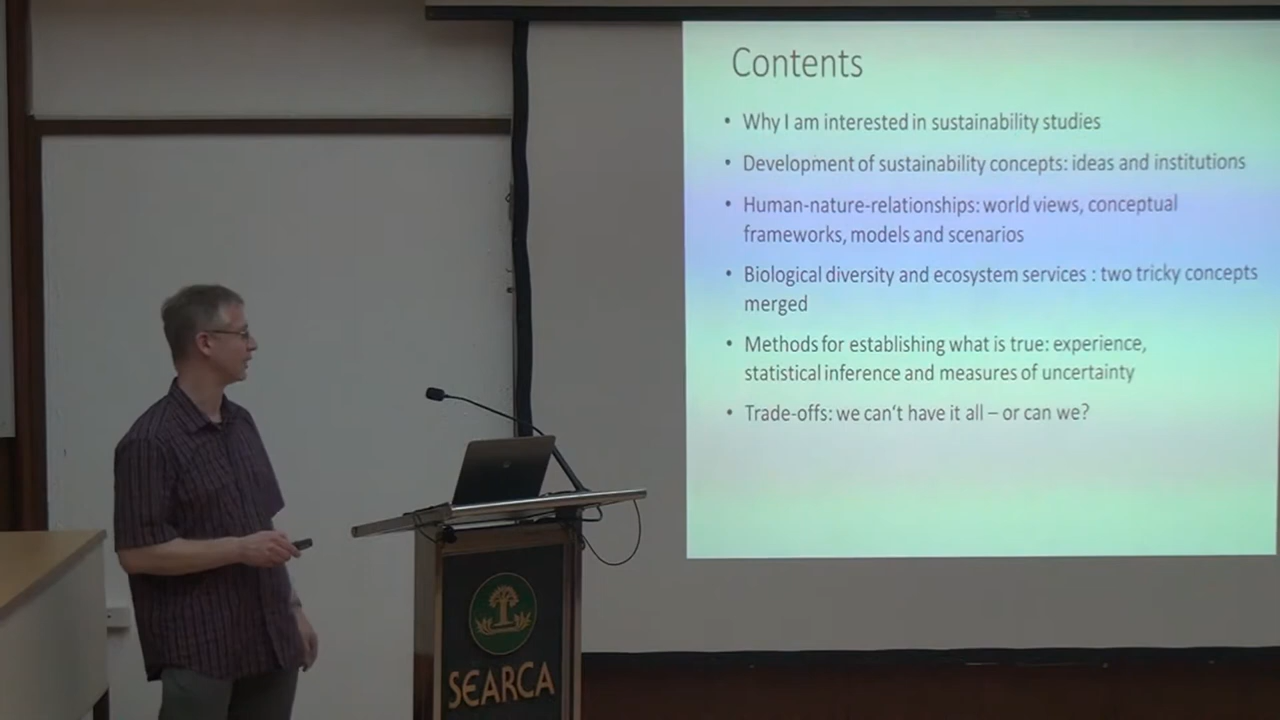 Contents
• Why I am interested in sustainability studies
• Development of sustainability concepts: ideas and institutions
• Human-nature-relationships: world views, conceptual
frameworks, models and scenarios
• Biological diversity and ecosystem services : two tricky concepts
merged
• Methods for establishing what is true: experience,
statistical inference and measures of uncertainty
• Trade-offs: we can't have it all – or can we?
SEARCA